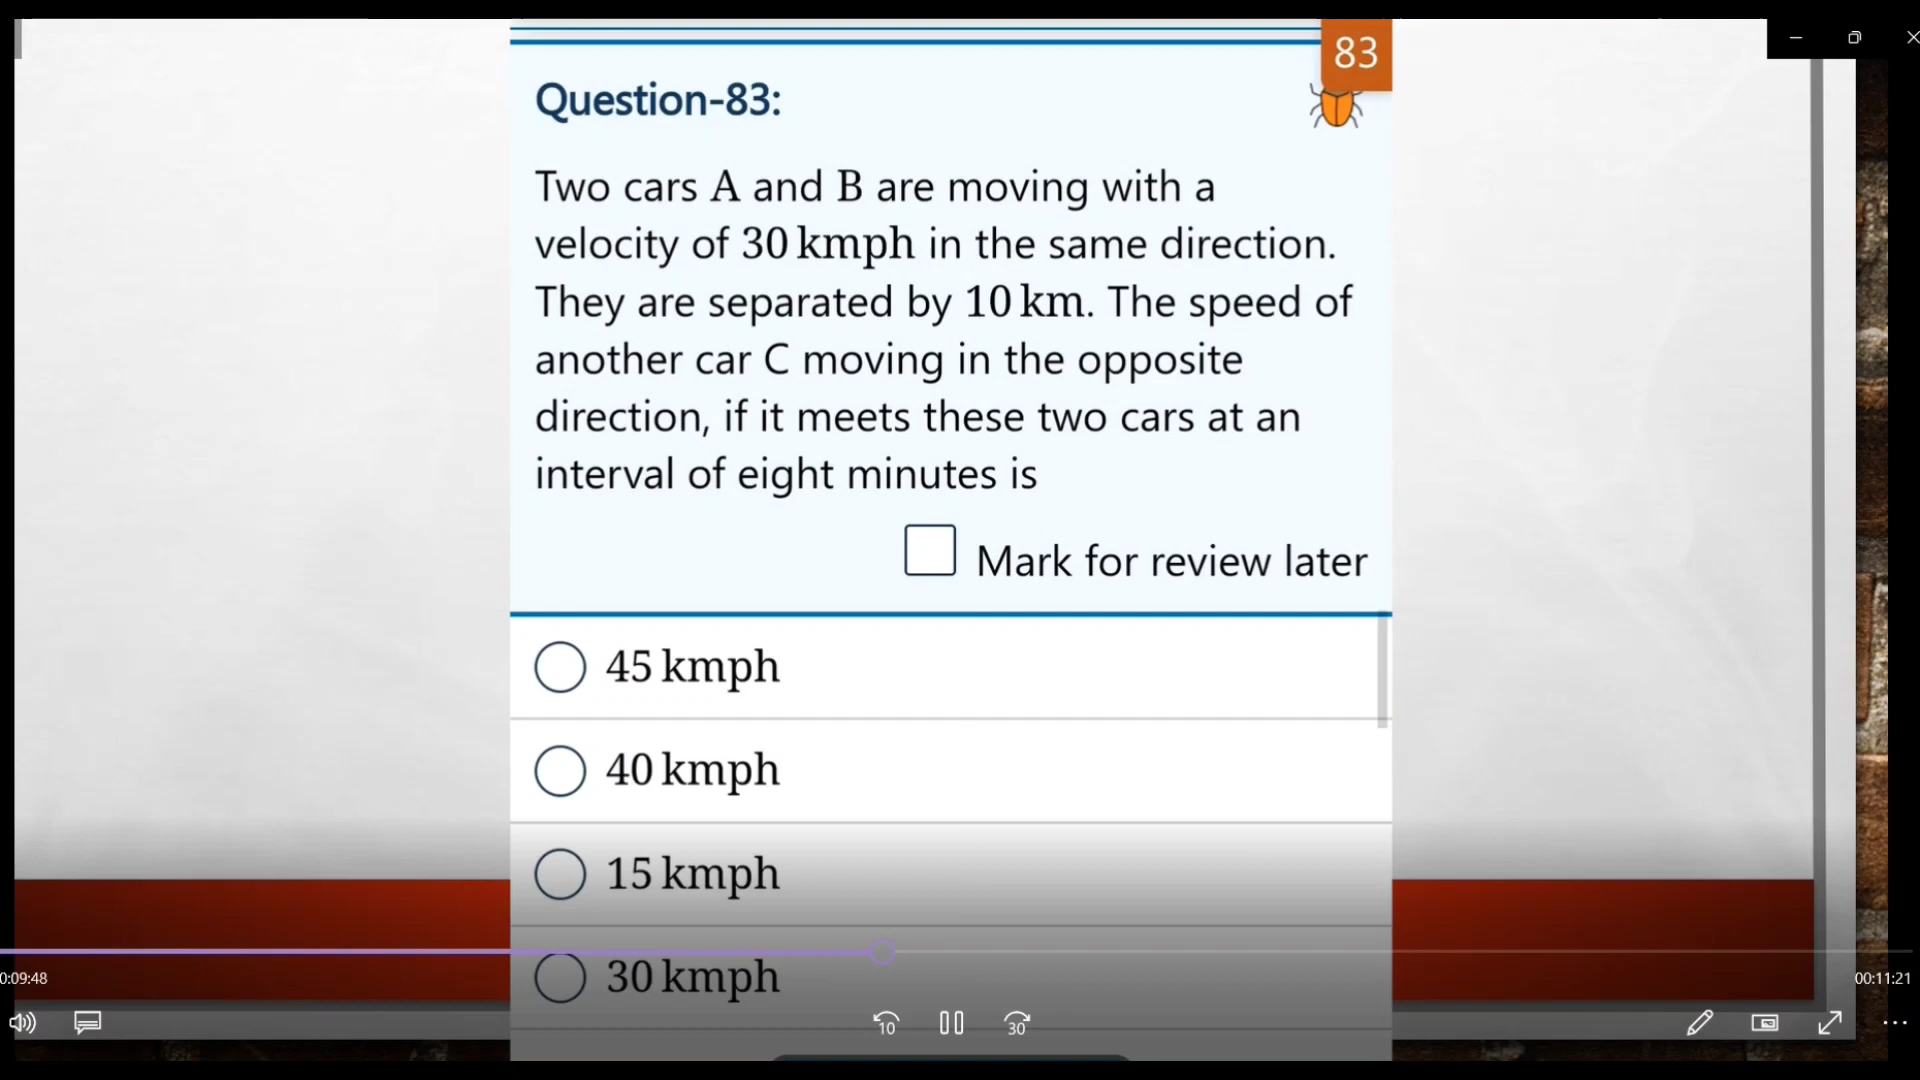 83
Question-83:
Two cars A and B are moving with a
velocity of 30 kmph in the same direction.
They are separated by 10 km. The speed of
another car C moving in the opposite
direction, if it meets these two cars at an
interval of eight minutes is
Mark for review later
45 kmph
40 kmph
15 kmph
30 kmph
0:09:48
00:11:21
10
30